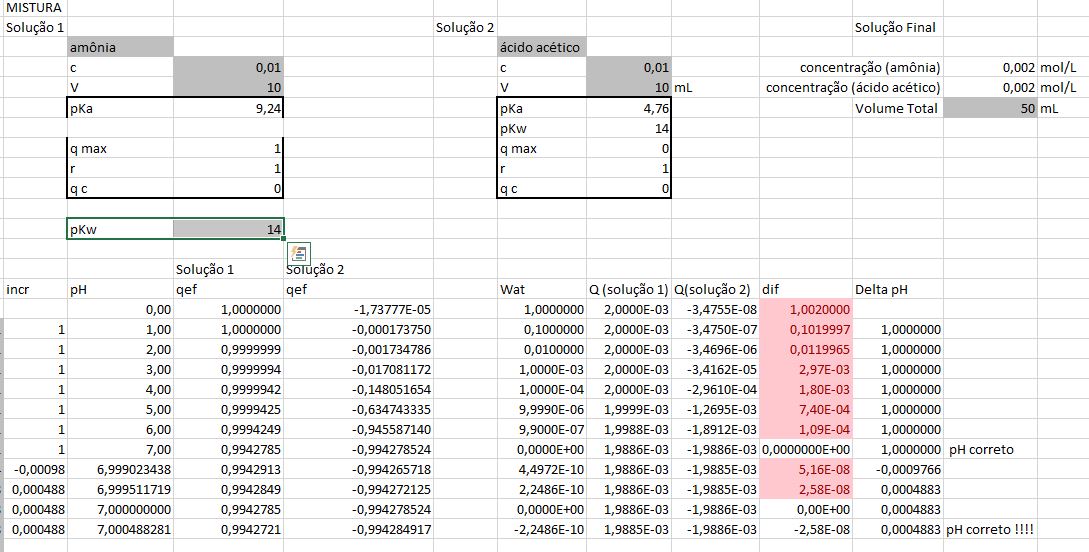 MISTURA
Solução 1 Solução 2 Solução Final
amônia ácido acético
c 0,01 c 0,01 concentração (amônia) 0,002 mol/L
V 10 V 10 mL concentração (ácido acético) 0,002 mol/L
pKa 9,24 pKa 4,76 Volume Total 50 mL
pKw 14
q max 1 q max 0
r 1 r 1
q c 0 q c 0
pKw 14
Solução 1 Solução 2
incr pH qef qef Wat Q (solução 1) Q(solução 2) dif Delta pH
0,00 1,0000000 -1,73777E-05 1,0000000 2,0000E-03 -3,4755E-08 1,0020000
1 1,00 1,0000000 -0,000173750 0,1000000 2,0000E-03 -3,4750E-07 0,1019997 1,0000000
1 2,00 0,9999999 -0,001734786 0,0100000 2,0000E-03 -3,4696E-06 0,0119965 1,0000000
1 3,00 0,9999994 -0,017081172 1,0000E-03 2,0000E-03 -3,4162E-05 2,97E-03 1,0000000
1 4,00 0,9999942 -0,148051654 1,0000E-04 2,0000E-03 -2,9610E-04 1,80E-03 1,0000000
1 5,00 0,9999425 -0,634743335 9,9990E-06 1,9999E-03 -1,2695E-03 7,40E-04 1,0000000
1 6,00 0,9994249 -0,945587140 9,9000E-07 1,9988E-03 -1,8912E-03 1,09E-04 1,0000000
1 7,00 0,9942785 -0,994278524 0,0000E+00 1,9886E-03 -1,9886E-03 0,0000000E+00 1,0000000 pH correto
-0,00098 6,999023438 0,9942913 -0,994265718 4,4972E-10 1,9886E-03 -1,9885E-03 5,16E-08 -0,0009766
0,000488 6,999511719 0,9942849 -0,994272125 2,2486E-10 1,9886E-03 -1,9885E-03 2,58E-08 0,0004883
0,000488 7,000000000 0,9942785 -0,994278524 0,0000E+00 1,9886E-03 -1,9886E-03 0,00E+00 0,0004883
0,000488 7,000488281 0,9942721 -0,994284917 -2,2486E-10 1,9885E-03 -1,9886E-03 -2,58E-08 0,0004883 pH correto !!!!